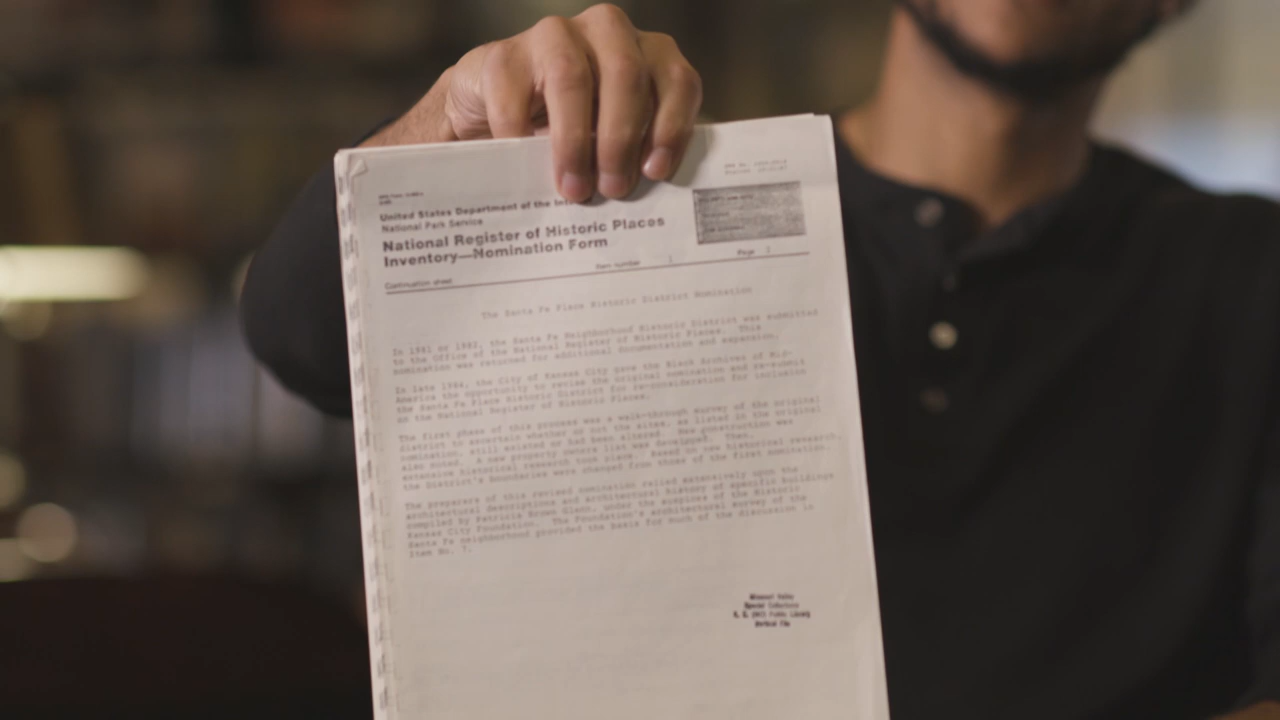 United States Department of the In
National Park Service
National Register of Historic Places
Inventory—Nomination Form
Continuation sheet
Item number 1
Page 1
The Santa Fe Place Historic District Nomination
In 1981 or 1982, the Santa Fe Neighborhood Historic District was submitted
to the Office of the National Register of Historic Places. This
nomination was returned for additional documentation and expansion.
In late 1984, the City of Kansas City gave the Black Archives of Mid-
America the opportunity to revise the original nomination and re-submit
the Santa Fe Place Historic District for re-consideration for inclusion
on the National Register of Historic Places.
The first phase of this process was a walk-through survey of the original
district to ascertain whether or not the sites, as listed in the original
nomination, still existed or had been altered. New construction was
also noted. A new property owners list was developed. Then,
extensive historical research took place. Based on new historical research
the District's boundaries were changed from those of the first nomination.
The preparers of this revised nomination relied extensively upon the
architectural descriptions and architectural history of specific buildings
compiled by Patricia Brown Glenn, under the auspices of the Historic
Kansas City Foundation. The Foundation's architectural survey of the
Santa Fe neighborhood provided the basis for much of the discussion in
Item No. 7.
Missouri Valley
Special Collections
K. C. (MO) Public Library
Vertical File